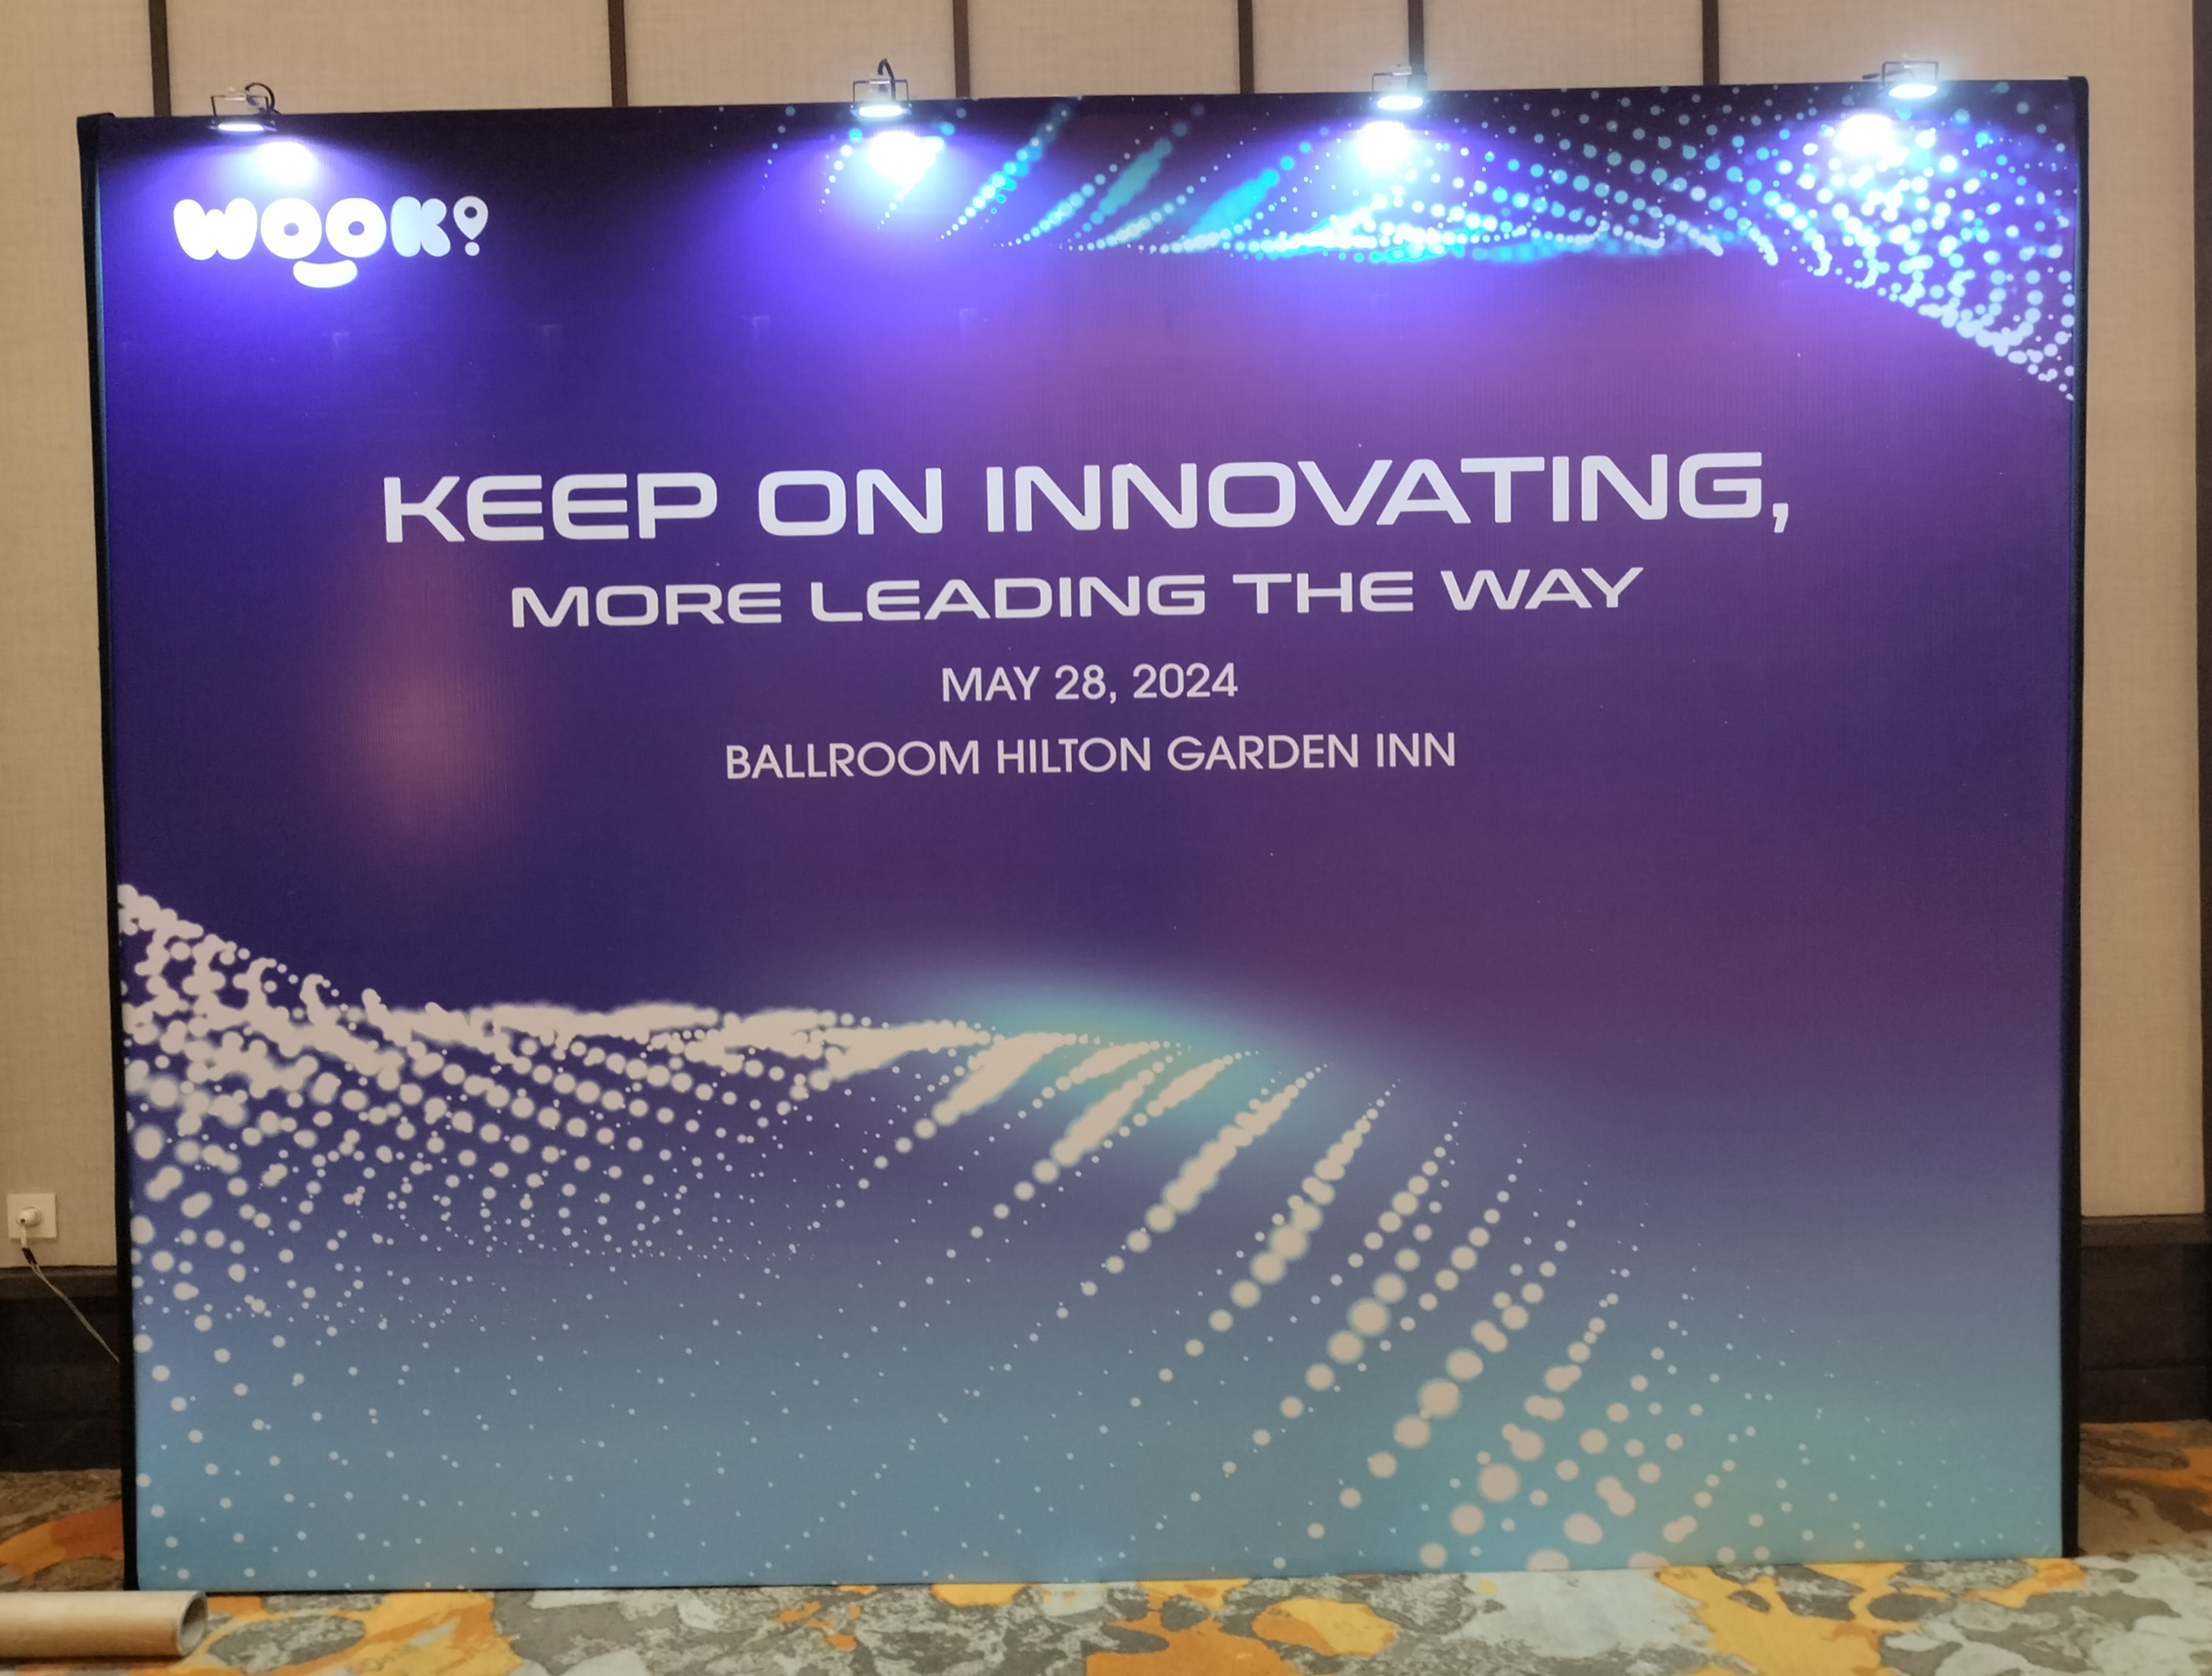 WOOK!
KEEP ON INNOVATING,
MORE LEADING THE WAY
MAY 28, 2024
BALLROOM HILTON GARDEN INN